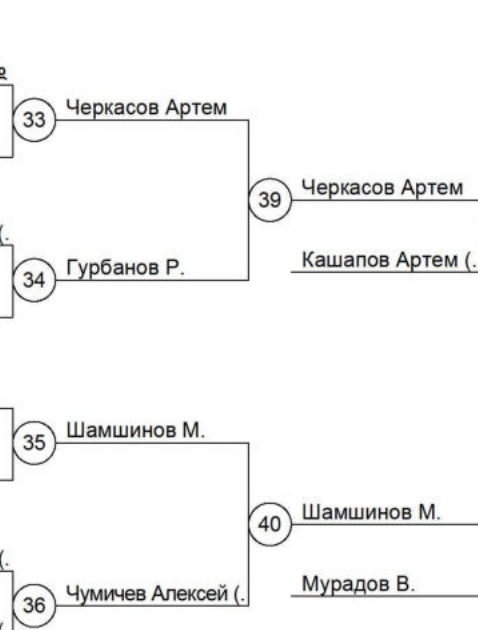 33
Черкасов Артем
39
Черкасов Артем
(.
34
Гурбанов Р.
Кашапов Артем (.
35
Шамшинов М.
40
Шамшинов М.
(.
36
Чумичев Алексей (.
Мурадов В.